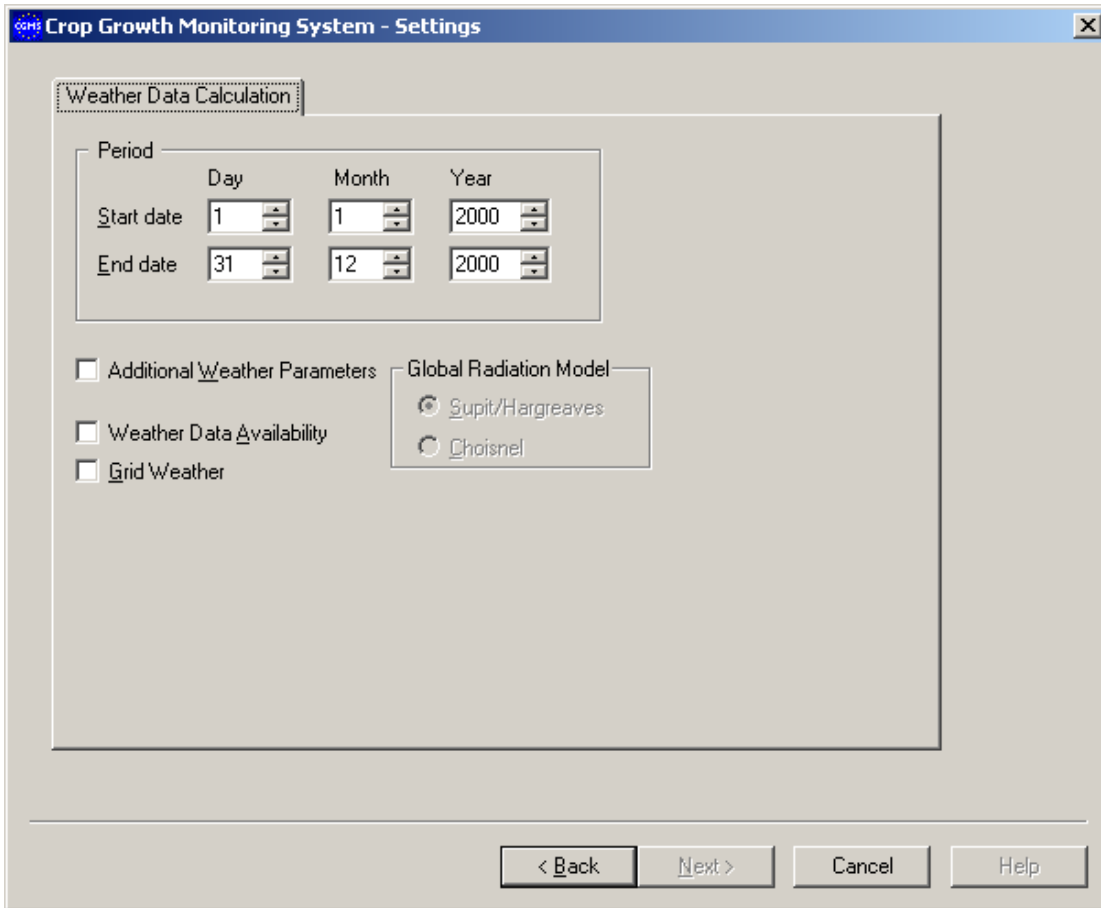 CGMS Crop Growth Monitoring System - Settings
Weather Data Calculation
Period
Day Month Year
Start date 1 1 2000
End date 31 12 2000
Additional Weather Parameters
Global Radiation Model
Supit/Hargreaves
Weather Data Availability
Choisnel
Grid Weather
< Back Next > Cancel Help